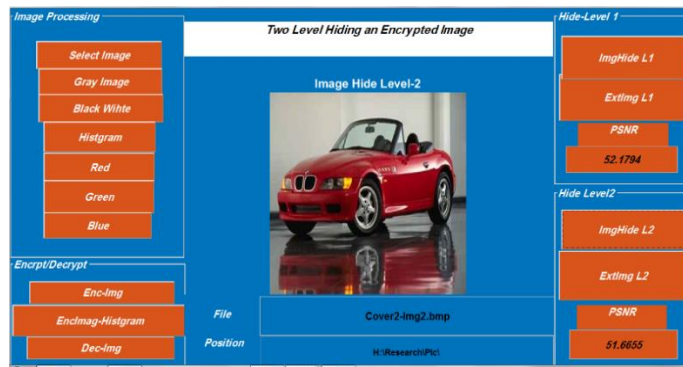 Image Processing
Select Image
Gray Image
Black Wihte
Histgram
Red
Green
Blue
Encrpt/Decrypt
Enc-Img
EncImag-Histgram
Dec-Img
Two Level Hiding an Encrypted Image
Image Hide Level-2
File
Cover2-Img2.bmp
Position
H:\Research\Pic\
Hide-Level 1
ImgHide L1
ExtImg L1
PSNR
52.1794
Hide Level2
ImgHide L2
ExtImg L2
PSNR
51.6655